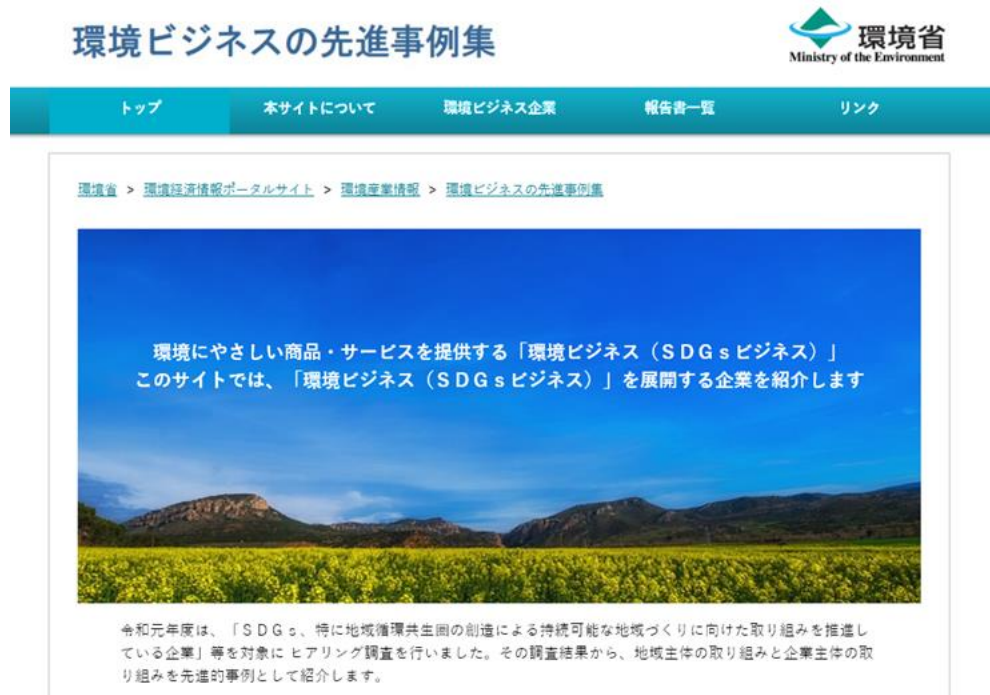 環境ビジネスの先進事例集
環境省
Ministry of the Environment
トップ 本サイトについて 環境ビジネス企業 報告書一覧 リンク
環境省 > 環境経済情報ポータルサイト > 環境産業情報 > 環境ビジネスの先進事例集
環境にやさしい商品・サービスを提供する「環境ビジネス（ＳＤＧｓビジネス）」
このサイトでは、「環境ビジネス（ＳＤＧｓビジネス）」を展開する企業を紹介します
令和元年度は、「ＳＤＧｓ、特に地域循環共生圏の創造による持続可能な地域づくりに向けた取り組みを推進し
ている企業」等を対象に ヒアリング調査を行いました。その調査結果から、地域主体の取り組みと企業主体の取
り組みを先進的事例として紹介します。